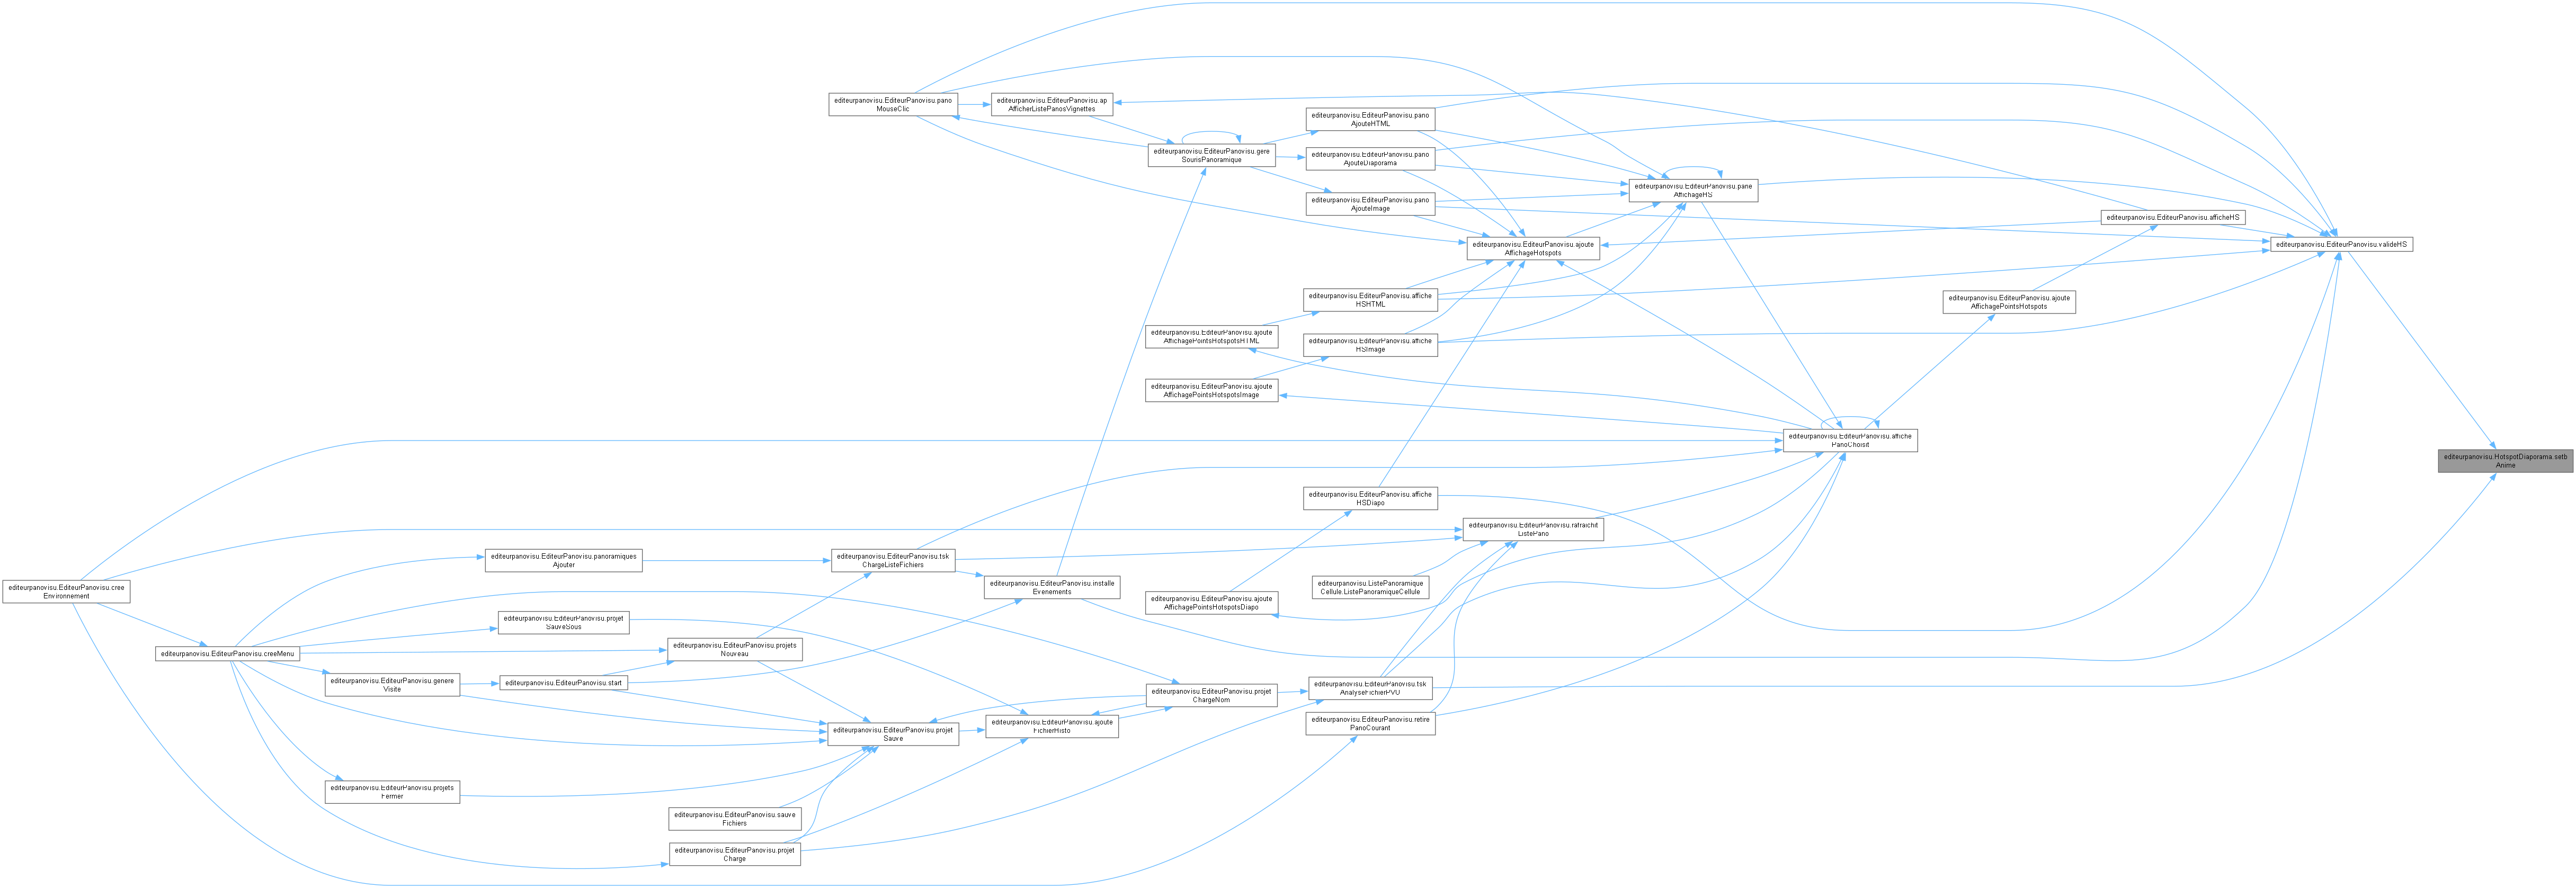 editeurpanovisu.EditeurPanovisu.pano
MouseClic
editeurpanovisu.EditeurPanovisu.ap
AfficherListePanosVignettes
editeurpanovisu.EditeurPanovisu.gere
SourisPanoramique
editeurpanovisu.EditeurPanovisu.pano
AjouteHTML
editeurpanovisu.EditeurPanovisu.pano
AjouteDiaporama
editeurpanovisu.EditeurPanovisu.pano
AjouteImage
editeurpanovisu.EditeurPanovisu.pane
AffichageHS
editeurpanovisu.EditeurPanovisu.afficheHS
editeurpanovisu.EditeurPanovisu.valideHS
editeurpanovisu.EditeurPanovisu.ajoute
AffichageHotspots
editeurpanovisu.EditeurPanovisu.affiche
HSHTML
editeurpanovisu.EditeurPanovisu.ajoute
AffichagePointsHotspots
editeurpanovisu.EditeurPanovisu.ajoute
AffichagePointsHotspotsHTML
editeurpanovisu.EditeurPanovisu.affiche
HSImage
editeurpanovisu.EditeurPanovisu.ajoute
AffichagePointsHotspotsImage
editeurpanovisu.EditeurPanovisu.affiche
PanoChoisit
editeurpanovisu.HotspotDiaporama.setb
Anime
editeurpanovisu.EditeurPanovisu.affiche
HSDiapo
editeurpanovisu.EditeurPanovisu.rafraichit
ListePano
editeurpanovisu.EditeurPanovisu.panoramiques
Ajouter
editeurpanovisu.EditeurPanovisu.tsk
ChargeListeFichiers
editeurpanovisu.EditeurPanovisu.cree
Environnement
editeurpanovisu.EditeurPanovisu.installe
Evenements
editeurpanovisu.ListePanoramique
Cellule.ListePanoramiqueCellule
editeurpanovisu.EditeurPanovisu.ajoute
AffichagePointsHotspotsDiapo
editeurpanovisu.EditeurPanovisu.projet
SauveSous
editeurpanovisu.EditeurPanovisu.creeMenu
editeurpanovisu.EditeurPanovisu.projets
Nouveau
editeurpanovisu.EditeurPanovisu.genere
Visite
editeurpanovisu.EditeurPanovisu.start
editeurpanovisu.EditeurPanovisu.tsk
AnalyseFichierPVU
editeurpanovisu.EditeurPanovisu.projet
ChargeNom
editeurpanovisu.EditeurPanovisu.retire
PanoCourant
editeurpanovisu.EditeurPanovisu.projet
Sauve
editeurpanovisu.EditeurPanovisu.ajoute
FichierHisto
editeurpanovisu.EditeurPanovisu.projets
Fermer
editeurpanovisu.EditeurPanovisu.sauve
Fichiers
editeurpanovisu.EditeurPanovisu.projet
Charge